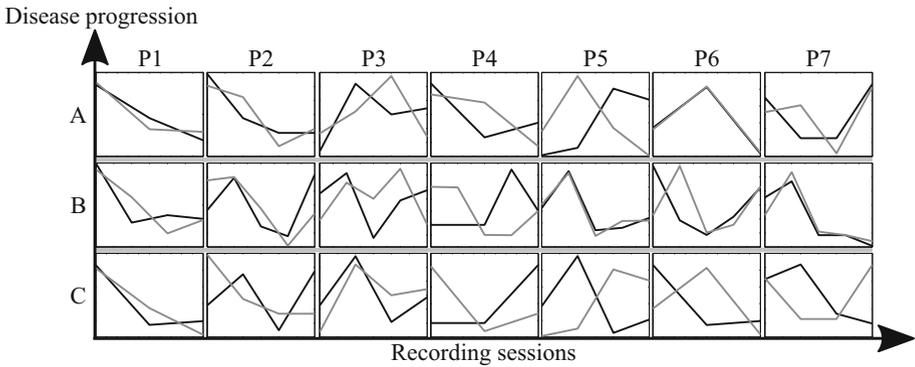 Disease progression
P1 P2 P3 P4 P5 P6 P7
A
B
C
Recording sessions